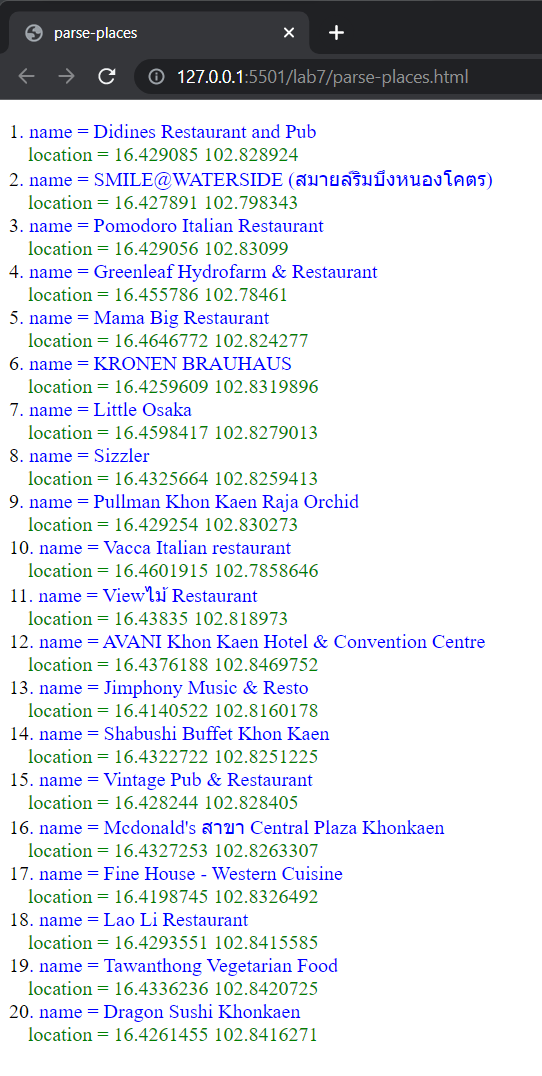 parse-places
127.0.0.1:5501/lab7/parse-places.html
1. name = Didines Restaurant and Pub
location = 16.429085 102.828924
2. name = SMILE@WATERSIDE (สมายล์ริมบึงหนองโคตร)
location = 16.427891 102.798343
3. name = Pomodoro Italian Restaurant
location = 16.429056 102.83099
4. name = Greenleaf Hydrofarm & Restaurant
location = 16.455786 102.78461
5. name = Mama Big Restaurant
location = 16.4646772 102.824277
6. name = KRONEN BRAUHAUS
location = 16.4259609 102.8319896
7. name = Little Osaka
location = 16.4598417 102.8279013
8. name = Sizzler
location = 16.4325664 102.8259413
9. name = Pullman Khon Kaen Raja Orchid
location = 16.429254 102.830273
10. name = Vacca Italian restaurant
location = 16.4601915 102.7858646
11. name = Viewไม้ Restaurant
location = 16.43835 102.818973
12. name = AVANI Khon Kaen Hotel & Convention Centre
location = 16.4376188 102.8469752
13. name = Jimphony Music & Resto
location = 16.4140522 102.8160178
14. name = Shabushi Buffet Khon Kaen
location = 16.4322722 102.8251225
15. name = Vintage Pub & Restaurant
location = 16.428244 102.828405
16. name = Mcdonald's สาขา Central Plaza Khonkaen
location = 16.4327253 102.8263307
17. name = Fine House - Western Cuisine
location = 16.4198745 102.8326492
18. name = Lao Li Restaurant
location = 16.4293551 102.8415585
19. name = Tawanthong Vegetarian Food
location = 16.4336236 102.8420725
20. name = Dragon Sushi Khonkaen
location = 16.4261455 102.8416271